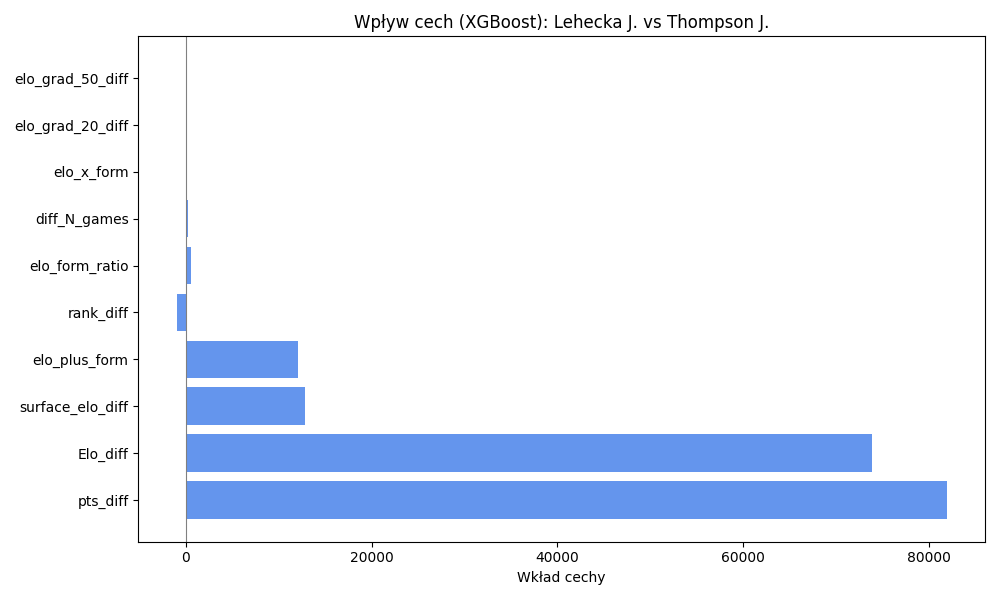 Wpływ cech (XGBoost): Lehecka J. vs Thompson J.
elo_grad_50_diff
elo_grad_20_diff
elo_x_form
diff_N_games
elo_form_ratio
rank_diff
elo_plus_form
surface_elo_diff
Elo_diff
pts_diff
0 20000 40000 60000 80000
Wkład cechy